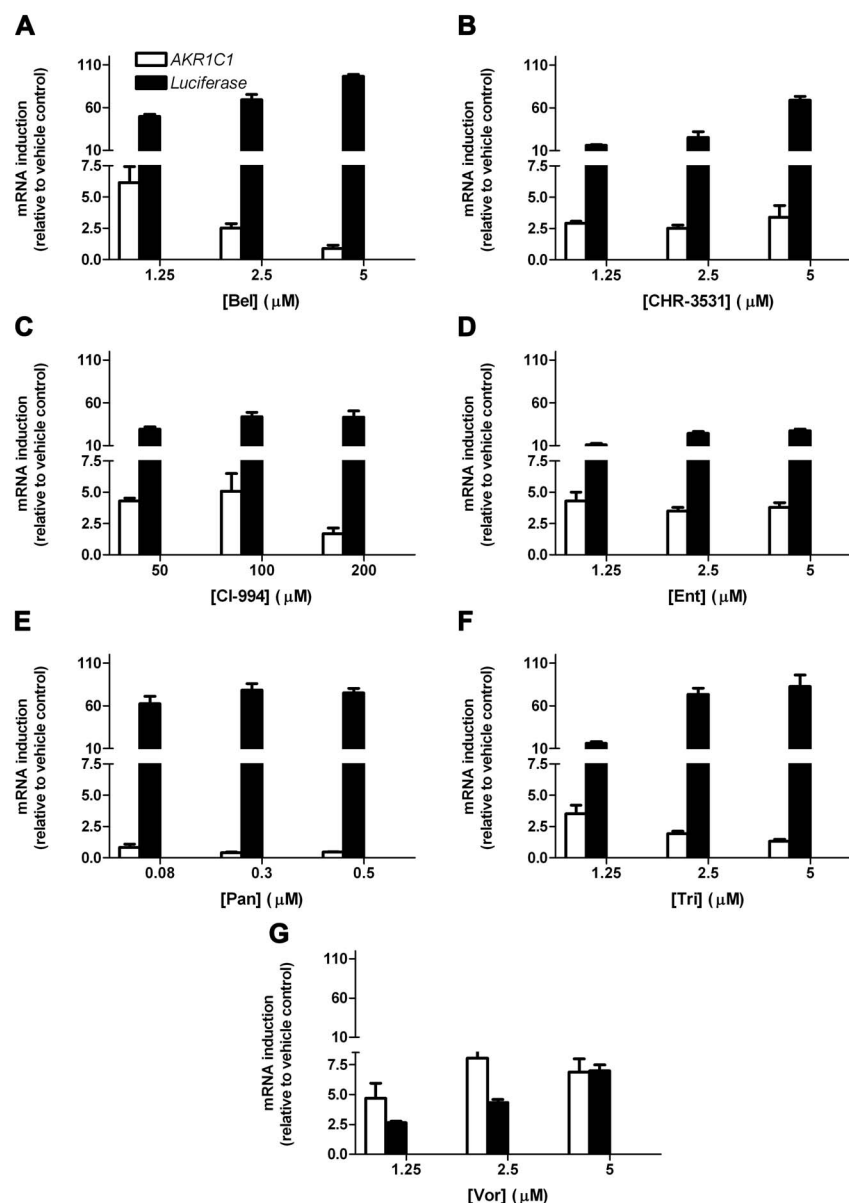 A
AKR1C1
Luciferase
mRNA induction
(relative to vehicle control)
110
60
10
7.5
5.0
2.5
0.0
1.25 2.5 5
[Bel] ( μM)
B
mRNA induction
(relative to vehicle control)
110
60
10
7.5
5.0
2.5
0.0
1.25 2.5 5
[CHR-3531] ( μM)
C
mRNA induction
(relative to vehicle control)
110
60
10
7.5
5.0
2.5
0.0
50 100 200
[CI-994] ( μM)
D
mRNA induction
(relative to vehicle control)
110
60
10
7.5
5.0
2.5
0.0
1.25 2.5 5
[Ent] ( μM)
E
mRNA induction
(relative to vehicle control)
110
60
10
7.5
5.0
2.5
0.0
0.08 0.3 0.5
[Pan] ( μM)
F
mRNA induction
(relative to vehicle control)
110
60
10
7.5
5.0
2.5
0.0
1.25 2.5 5
[Tri] ( μM)
G
mRNA induction
(relative to vehicle control)
110
60
10
7.5
5.0
2.5
0.0
1.25 2.5 5
[Vor] ( μM)